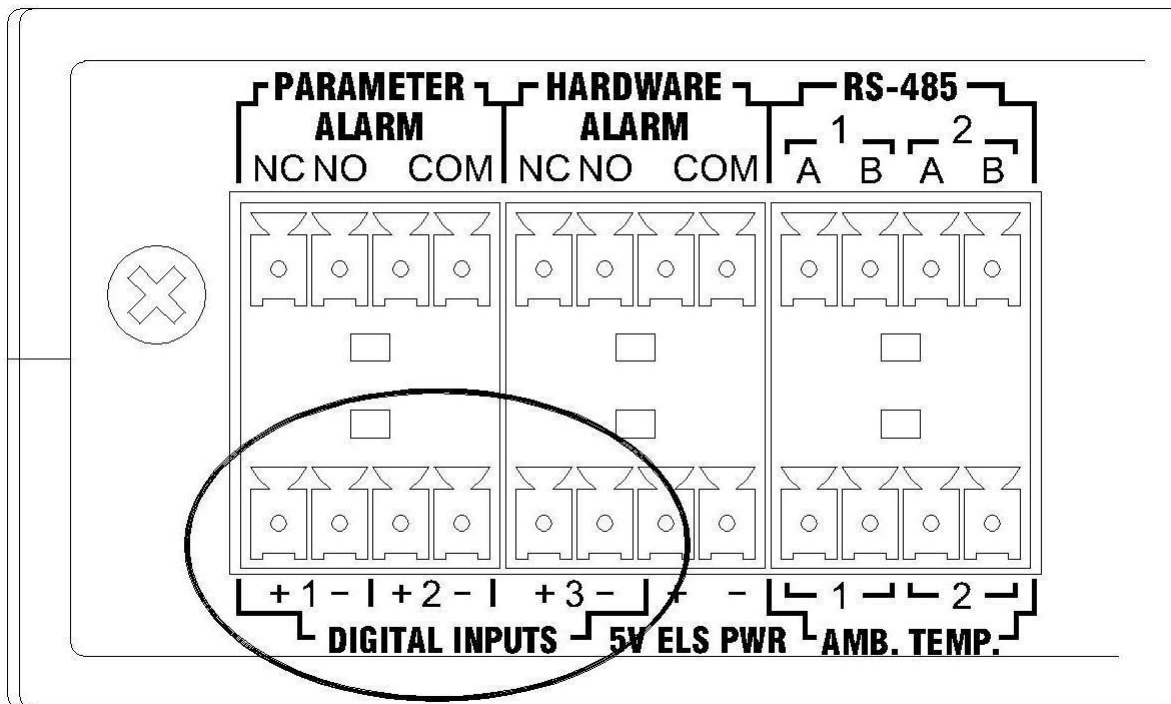 PARAMETER HARDWARE RS-485
ALARM ALARM 1 2
NC NO COM NC NO COM A B A B
+ 1 - + 2 - + 3 - + - 1 2
DIGITAL INPUTS 5V ELS PWR AMB. TEMP.